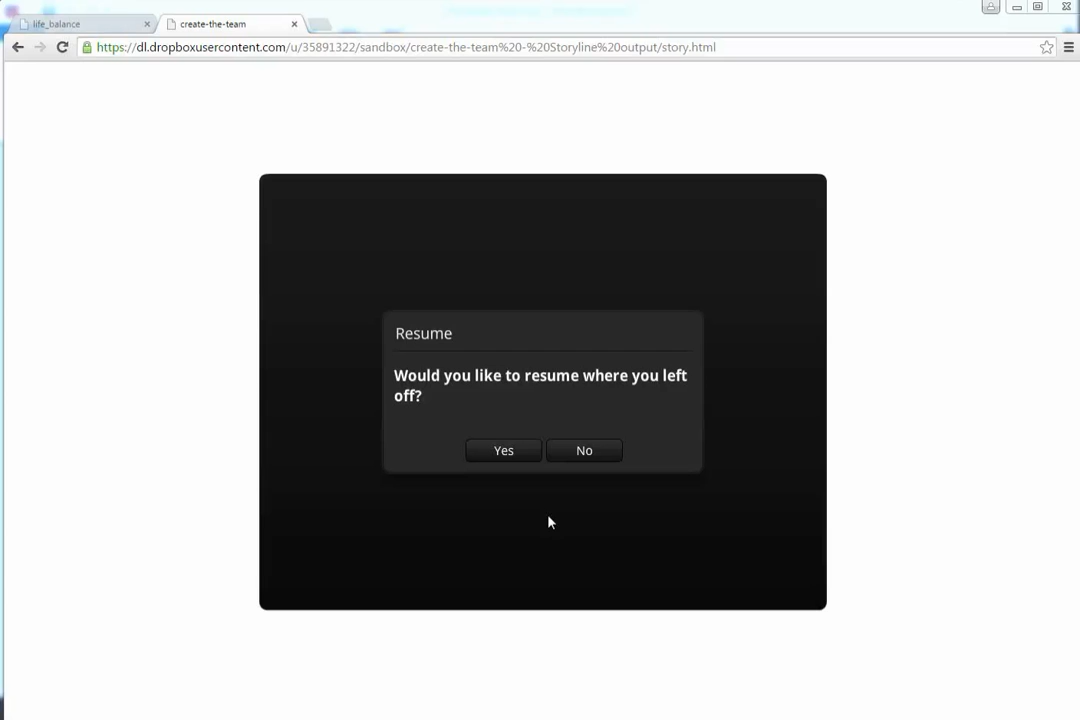 life_balance
create-the-team
https://dl.dropboxusercontent.com/u/35891322/sandbox/create-the-team%20-%20Storyline%20output/story.html
Resume
Would you like to resume where you left
off?
Yes
No